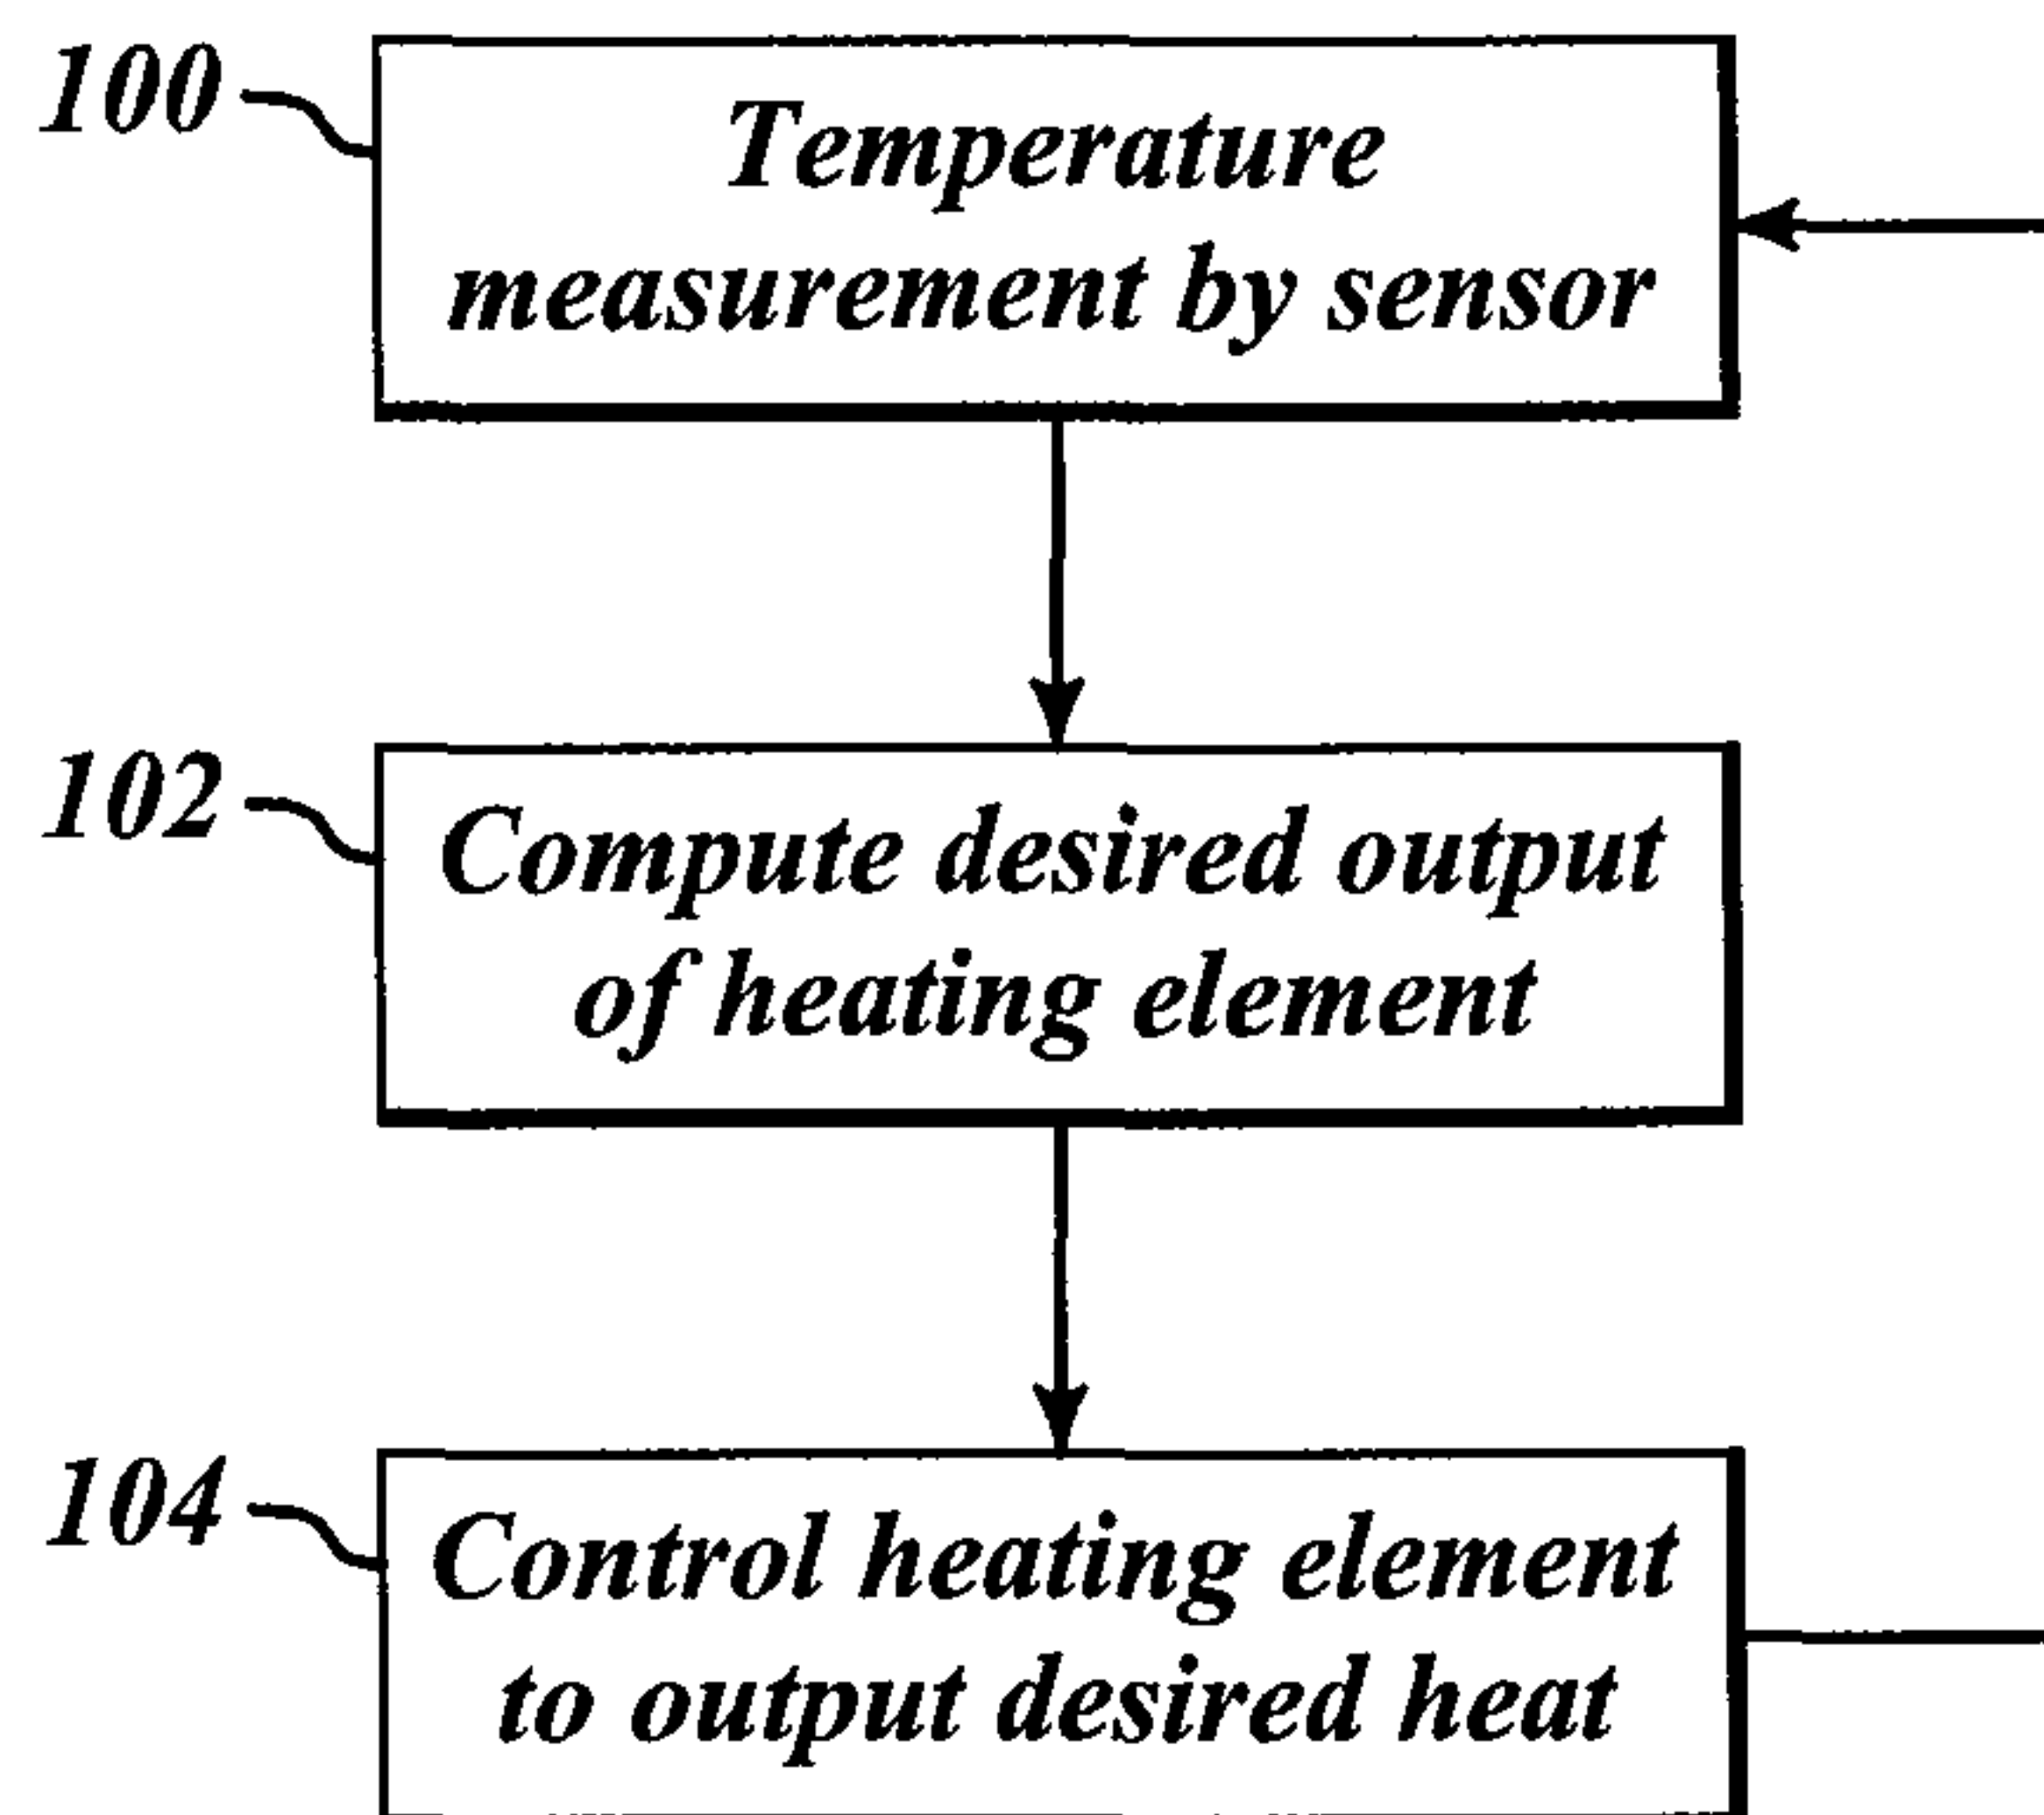 100
Temperature
measurement by sensor
102
Compute desired output
of heating element
104
Control heating element
to output desired heat